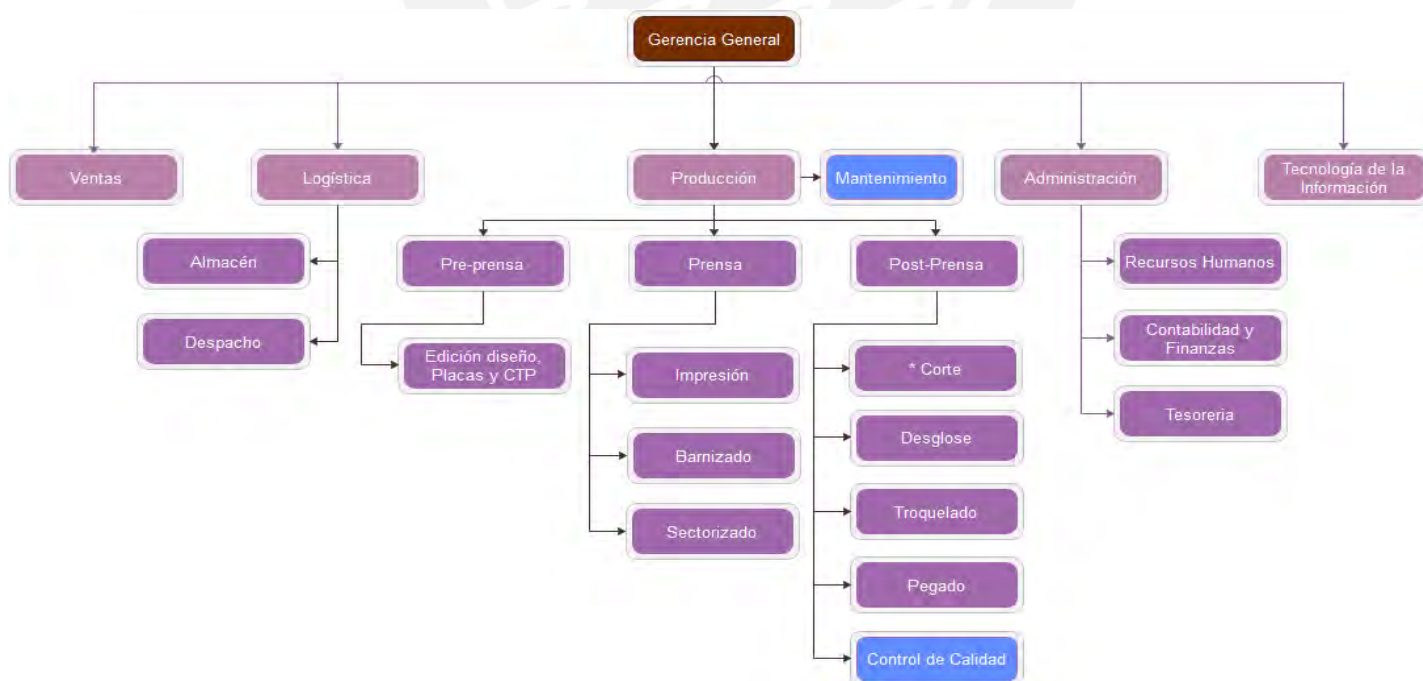 Gerencia General
Ventas
Logística
Producción
Mantenimiento
Administración
Tecnología de la
Información
Almacén
Despacho
Pre-prensa
Edición diseño,
Placas y CTP
Prensa
Impresión
Barnizado
Sectorizado
Post-Prensa
* Corte
Desglose
Troquelado
Pegado
Control de Calidad
Recursos Humanos
Contabilidad y
Finanzas
Tesoreria